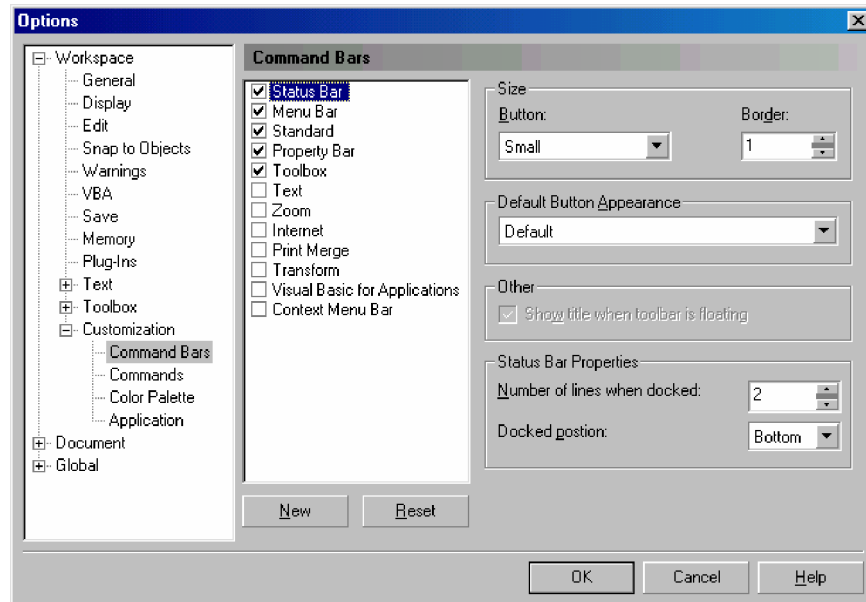 Options
Workspace
General
Display
Edit
Snap to Objects
Warnings
VBA
Save
Memory
Plug-Ins
Text
Toolbox
Customization
Command Bars
Commands
Color Palette
Application
Document
Global
Command Bars
Status Bar
Menu Bar
Standard
Property Bar
Toolbox
Text
Zoom
Internet
Print Merge
Transform
Visual Basic for Applications
Context Menu Bar
New
Reset
Size
Button:
Border:
Small
1
Default Button Appearance
Default
Other
Show title when toolbar is floating
Status Bar Properties
Number of lines when docked:
2
Docked postion:
Bottom
OK
Cancel
Help